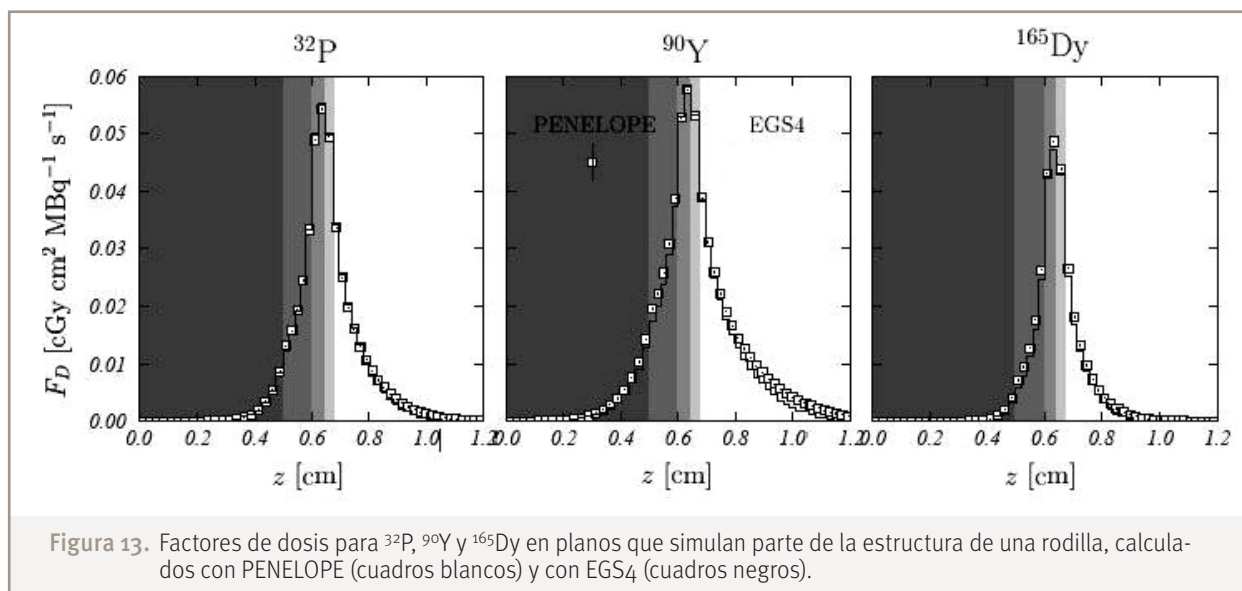 ³²P
⁹⁰Y
¹⁶⁵Dy
F_D [cGy cm² MBq⁻¹ s⁻¹]
0.06
0.05
0.04
0.03
0.02
0.01
0.00
PENELOPE EGS4
0.0 0.2 0.4 0.6 0.8 1.0 1.2
0.0 0.2 0.4 0.6 0.8 1.0 1.2
0.0 0.2 0.4 0.6 0.8 1.0 1.2
z [cm]
z [cm]
z [cm]
Figura 13. Factores de dosis para ³²P, ⁹⁰Y y ¹⁶⁵Dy en planos que simulan parte de la estructura de una rodilla, calcula-
dos con PENELOPE (cuadros blancos) y con EGS4 (cuadros negros).